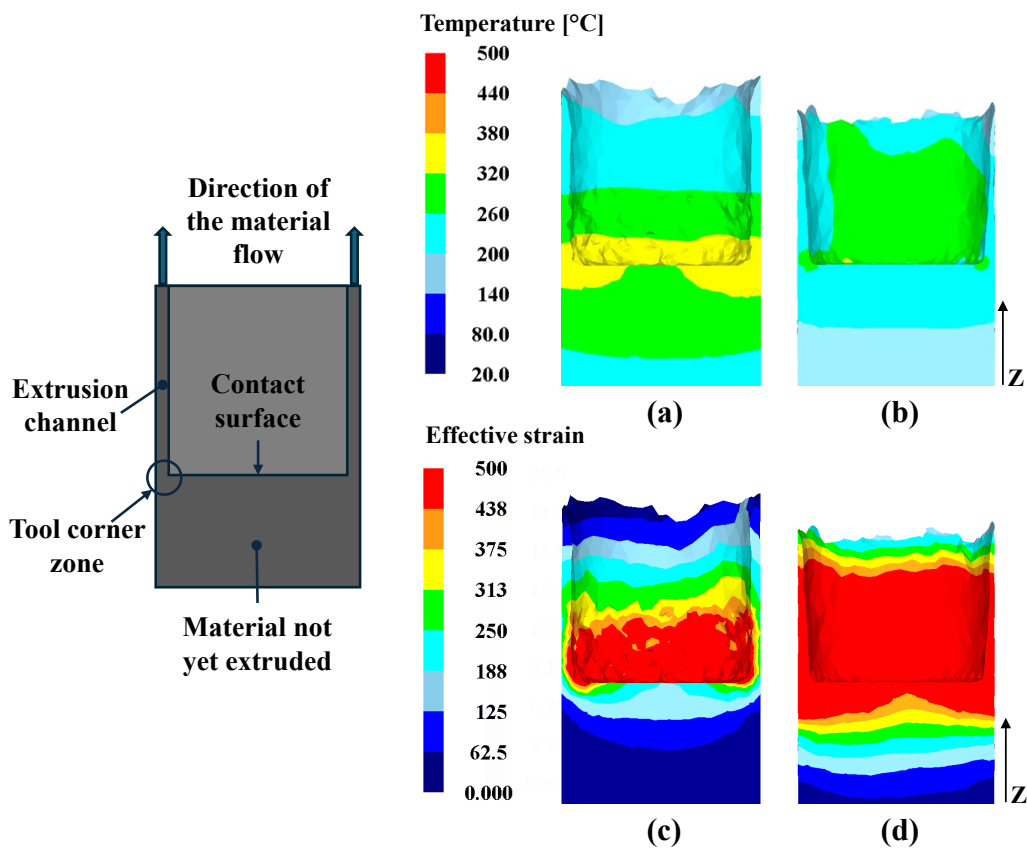 Temperature [°C]
500
440
380
320
260
200
140
80.0
20.0
Direction of
the material
flow
Extrusion
channel
Contact
surface
Tool corner
zone
Material not
yet extruded
Z
(a)
(b)
Effective strain
500
438
375
313
250
188
125
62.5
0.000
Z
(c)
(d)